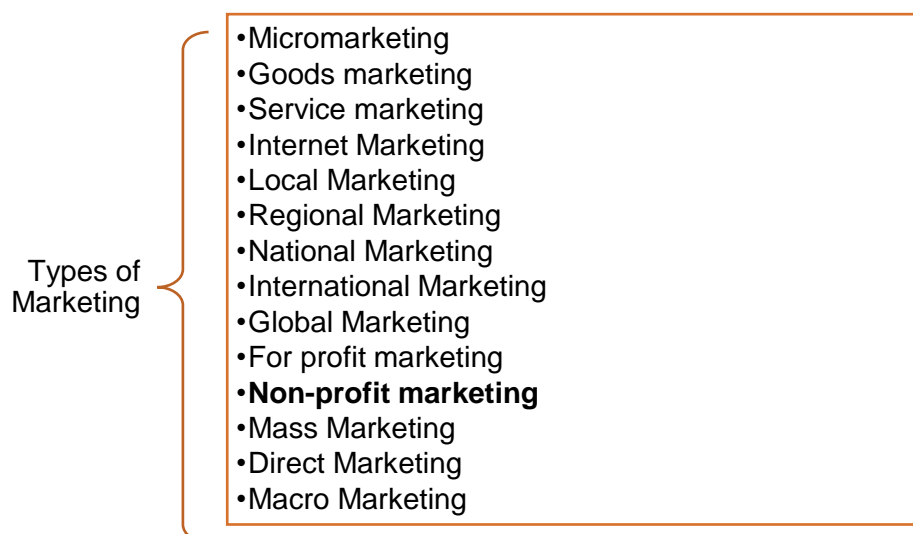 Types of
Marketing
•Micromarketing
•Goods marketing
•Service marketing
•Internet Marketing
•Local Marketing
•Regional Marketing
•National Marketing
•International Marketing
•Global Marketing
•For profit marketing
•Non-profit marketing
•Mass Marketing
•Direct Marketing
•Macro Marketing